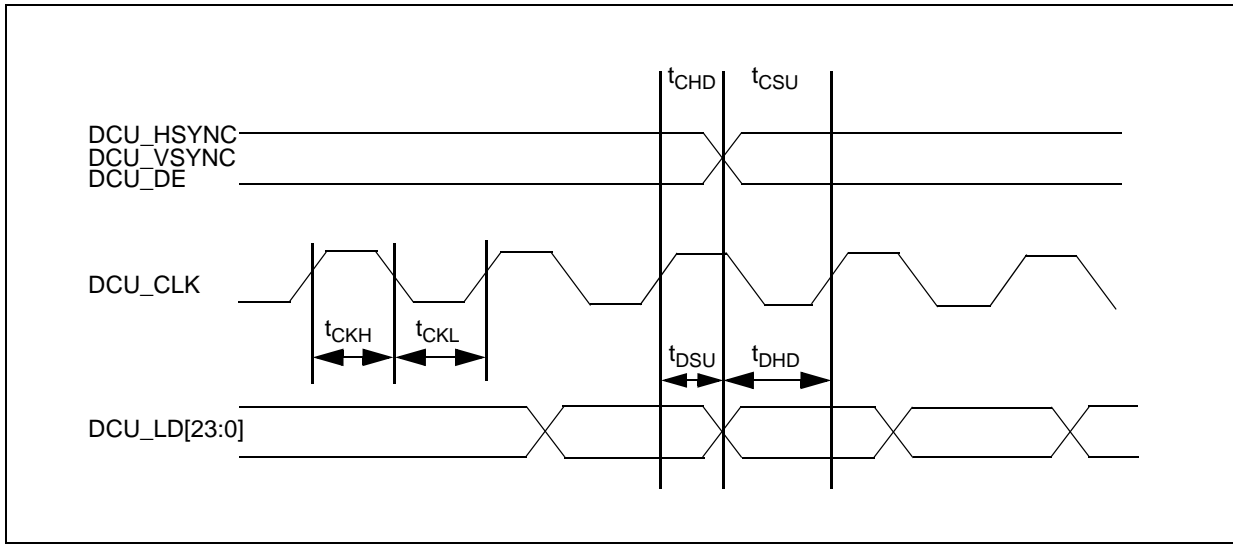 tCHD tCSU
DCU_HSYNC
DCU_VSYNC
DCU_DE
DCU_CLK
tCKH tCKL
tDSU tDHD
DCU_LD[23:0]